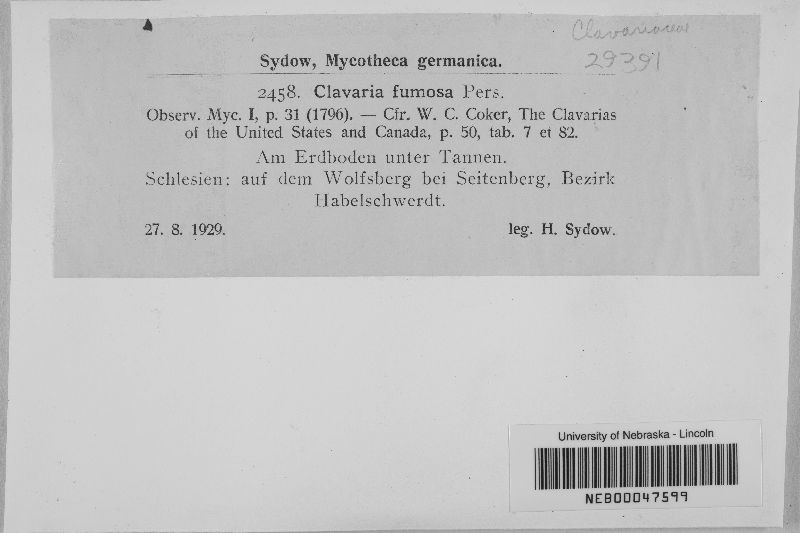 Clavariaceae
29391
Sydow, Mycotheca germanica.
2458. Clavaria fumosa Pers.
Observ. Myc. I, p. 31 (1796). — Cfr. W. C. Coker, The Clavarias
of the United States and Canada, p. 50, tab. 7 et 82.
Am Erdboden unter Tannen.
Schlesien: auf dem Wolfsberg bei Seitenberg, Bezirk
Habelschwerdt.
27. 8. 1929. leg. H. Sydow.
University of Nebraska - Lincoln
NEB00047599